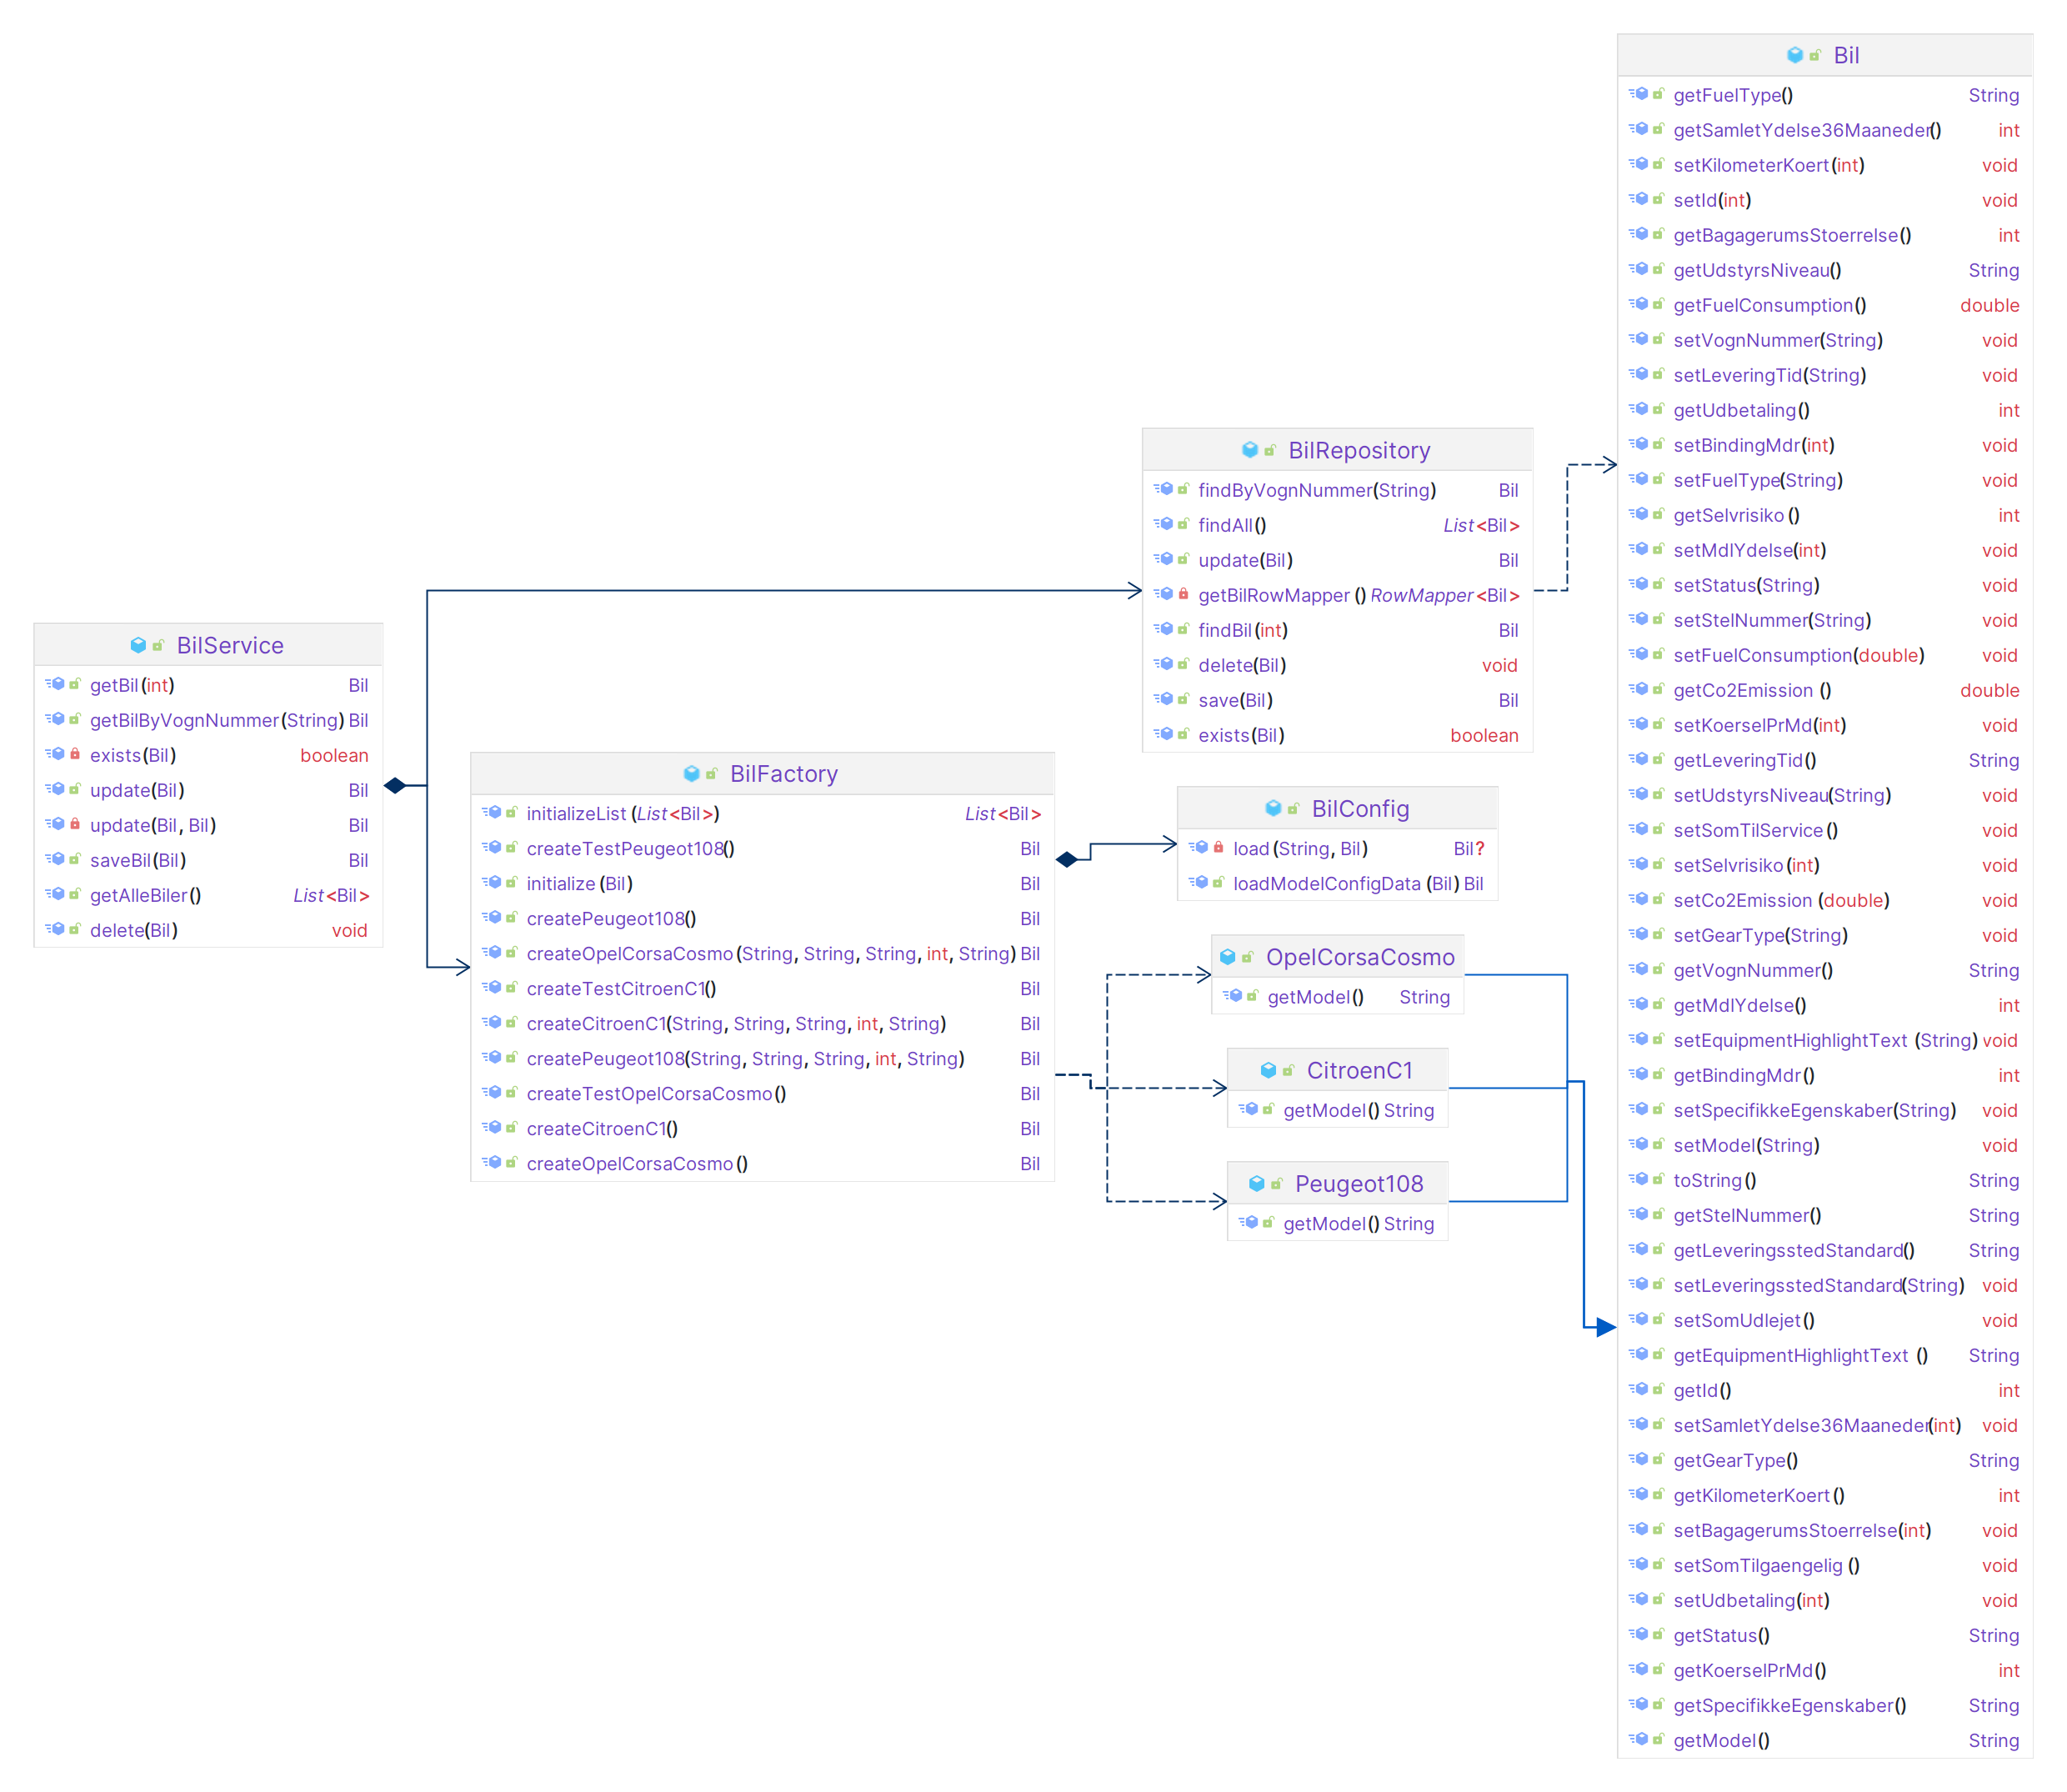 BilService
getBil(int) Bil
getBilByVognNummer(String) Bil
exists(Bil) boolean
update(Bil) Bil
update(Bil, Bil) Bil
saveBil(Bil) Bil
getAlleBiler() List<Bil>
delete(Bil) void
BilFactory
initializeList(List<Bil>) List<Bil>
createTestPeugeot108() Bil
initialize(Bil) Bil
createPeugeot108() Bil
createOpelCorsaCosmo(String, String, String, int, String) Bil
createTestCitroenC1() Bil
createCitroenC1(String, String, String, int, String) Bil
createPeugeot108(String, String, String, int, String) Bil
createTestOpelCorsaCosmo() Bil
createCitroenC1() Bil
createOpelCorsaCosmo() Bil
BilRepository
findByVognNummer(String) Bil
findAll() List<Bil>
update(Bil) Bil
getBilRowMapper() RowMapper<Bil>
findBil(int) Bil
delete(Bil) void
save(Bil) Bil
exists(Bil) boolean
BilConfig
load(String, Bil) Bil?
loadModelConfigData(Bil) Bil
OpelCorsaCosmo
getModel() String
CitroenC1
getModel() String
Peugeot108
getModel() String
Bil
getFuelType() String
getSamletYdelse36Maaneder() int
setKilometerKoert(int) void
setId(int) void
getBagagerumsStoerrelse() int
getUdstyrsNiveau() String
getFuelConsumption() double
setVognNummer(String) void
setLeveringTid(String) void
getUdbetaling() int
setBindingMdr(int) void
setFuelType(String) void
getSelvrisiko() int
setMdlYdelse(int) void
setStatus(String) void
setStelNummer(String) void
setFuelConsumption(double) void
getCo2Emission() double
setKoerselPrMd(int) void
getLeveringTid() String
setUdstyrsNiveau(String) void
setSomTilService() void
setSelvrisiko(int) void
setCo2Emission(double) void
setGearType(String) void
getVognNummer() String
getMdlYdelse() int
setEquipmentHighlightText(String) void
getBindingMdr() int
setSpecifikkeEgenskaber(String) void
setModel(String) void
toString() String
getStelNummer() String
getLeveringsstedStandard() String
setLeveringsstedStandard(String) void
setSomUdlejet() void
getEquipmentHighlightText() String
getId() int
setSamletYdelse36Maaneder(int) void
getGearType() String
getKilometerKoert() int
setBagagerumsStoerrelse(int) void
setSomTilgaengelig() void
setUdbetaling(int) void
getStatus() String
getKoerselPrMd() int
getSpecifikkeEgenskaber() String
getModel() String